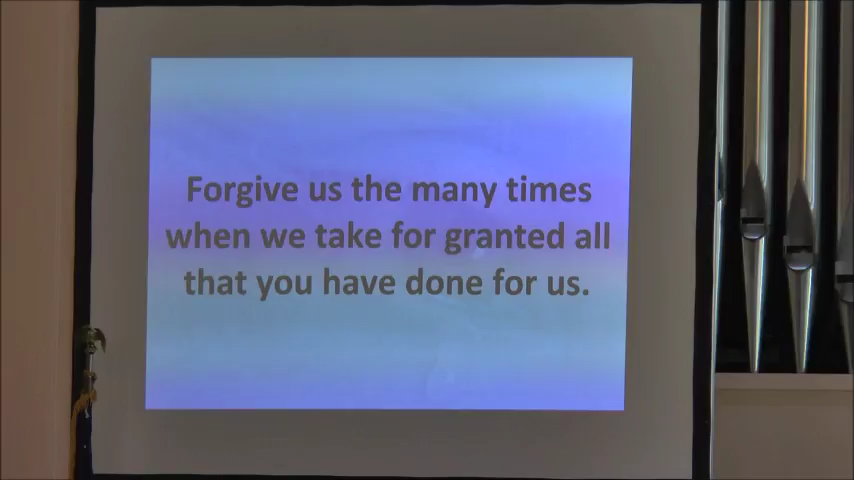 Forgive us the many times
when we take for granted all
that you have done for us.